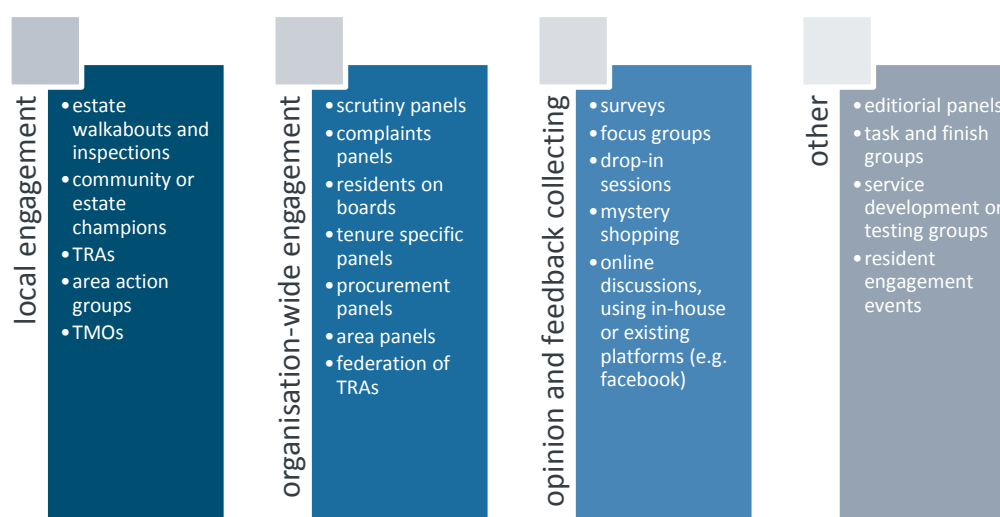 local engagement
• estate
walkabouts and
inspections
• community or
estate
champions
• TRAs
• area action
groups
• TMOs
organisation-wide engagement
• scrutiny panels
• complaints
panels
• residents on
boards
• tenure specific
panels
• procurement
panels
• area panels
• federation of
TRAs
opinion and feedback collecting
• surveys
• focus groups
• drop-in
sessions
• mystery
shopping
• online
discussions,
using in-house
or existing
platforms (e.g.
facebook)
other
• editiorial panels
• task and finish
groups
• service
development or
testing groups
• resident
engagement
events